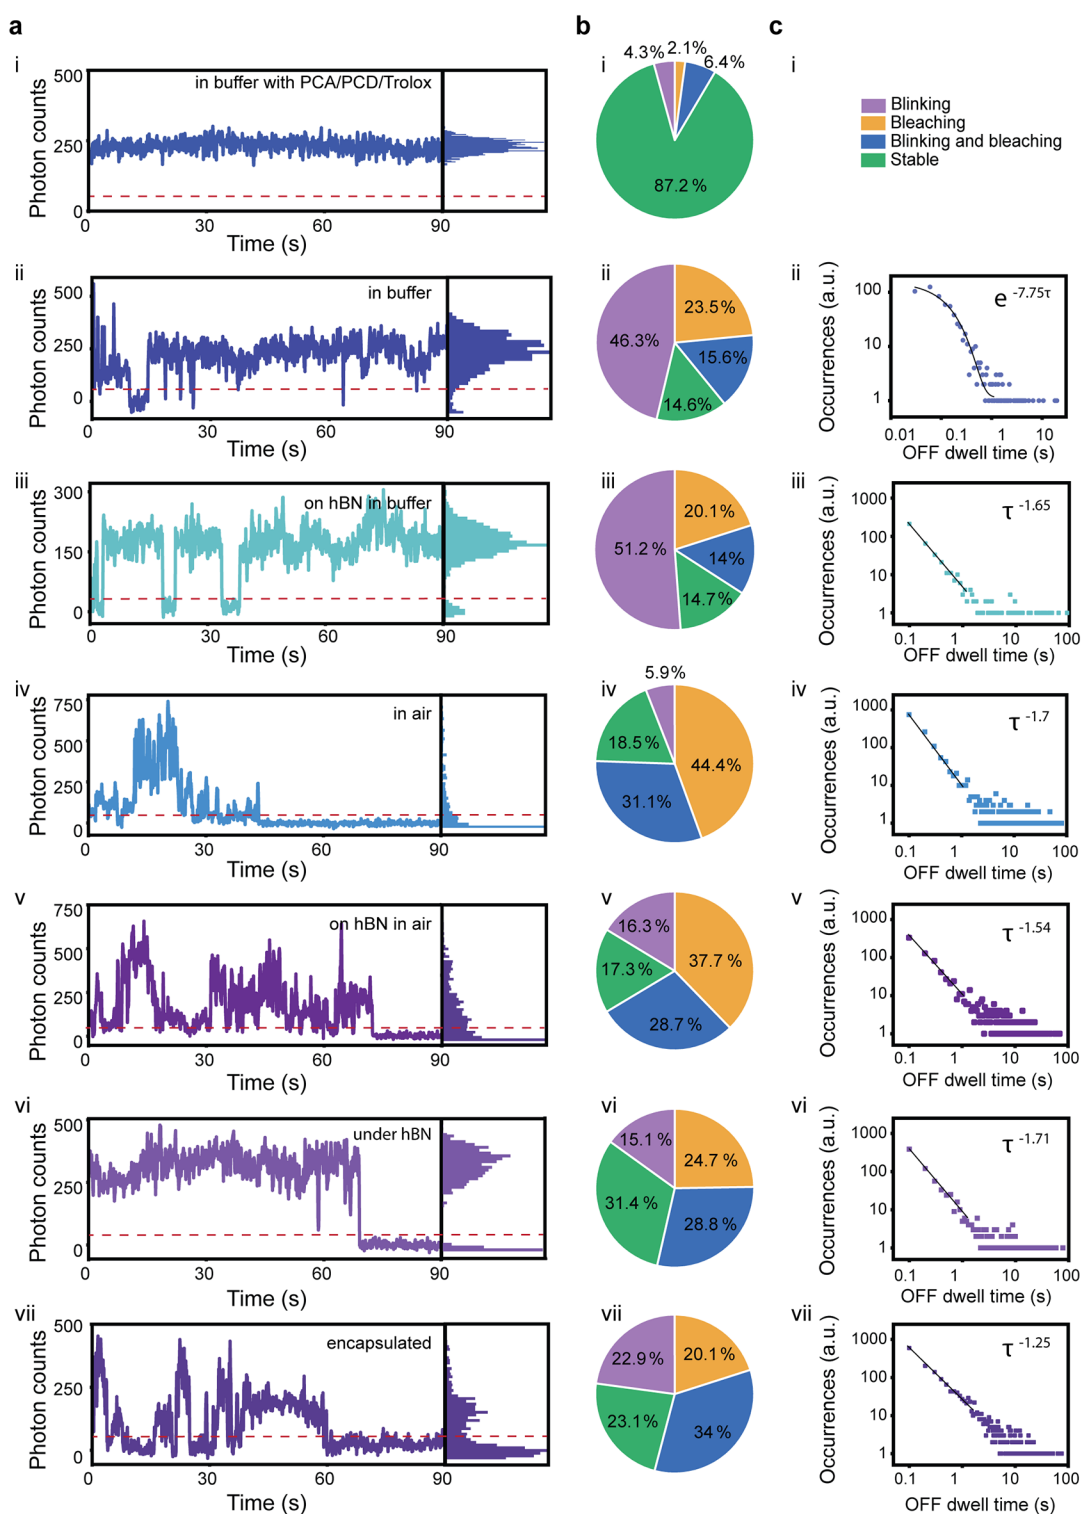 a
b
c
i
500
250
0
Photon counts
in buffer with PCA/PCD/Trolox
0
30
60
90
Time (s)
i
4.3%
2.1%
6.4%
87.2 %
i
Blinking
Bleaching
Blinking and bleaching
Stable
ii
500
250
0
Photon counts
in buffer
0
30
60
90
Time (s)
ii
46.3%
23.5%
15.6%
14.6%
ii
Occurrences (a.u.)
100
10
1
e -7.75τ
0.01
0.1
1
10
OFF dwell time (s)
iii
300
150
0
Photon counts
on hBN in buffer
0
30
60
90
Time (s)
iii
51.2 %
20.1%
14%
14.7%
iii
Occurrences (a.u.)
1000
100
10
1
τ -1.65
0.1
1
10
100
OFF dwell time (s)
iv
750
500
250
0
Photon counts
in air
0
30
60
90
Time (s)
iv
5.9%
18.5 %
44.4%
31.1%
iv
Occurrences (a.u.)
1000
100
10
1
τ -1.7
0.1
1
10
100
OFF dwell time (s)
v
750
500
250
0
Photon counts
on hBN in air
0
30
60
90
Time (s)
v
16.3 %
37.7 %
17.3 %
28.7 %
v
Occurrences (a.u.)
1000
100
10
1
τ -1.54
0.1
1
10
100
OFF dwell time (s)
vi
500
250
0
Photon counts
under hBN
0
30
60
90
Time (s)
vi
15.1 %
24.7 %
31.4 %
28.8 %
vi
Occurrences (a.u.)
1000
100
10
1
τ -1.71
0.1
1
10
100
OFF dwell time (s)
vii
500
250
0
Photon counts
encapsulated
0
30
60
90
Time (s)
vii
22.9 %
20.1 %
23.1 %
34 %
vii
Occurrences (a.u.)
1000
100
10
1
τ -1.25
0.1
1
10
100
OFF dwell time (s)